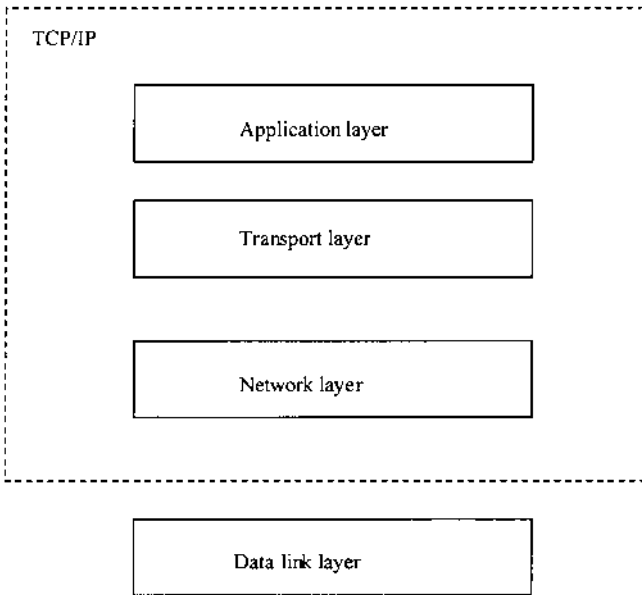 TCP/IP
Application layer
Transport layer
Network layer
Data link layer